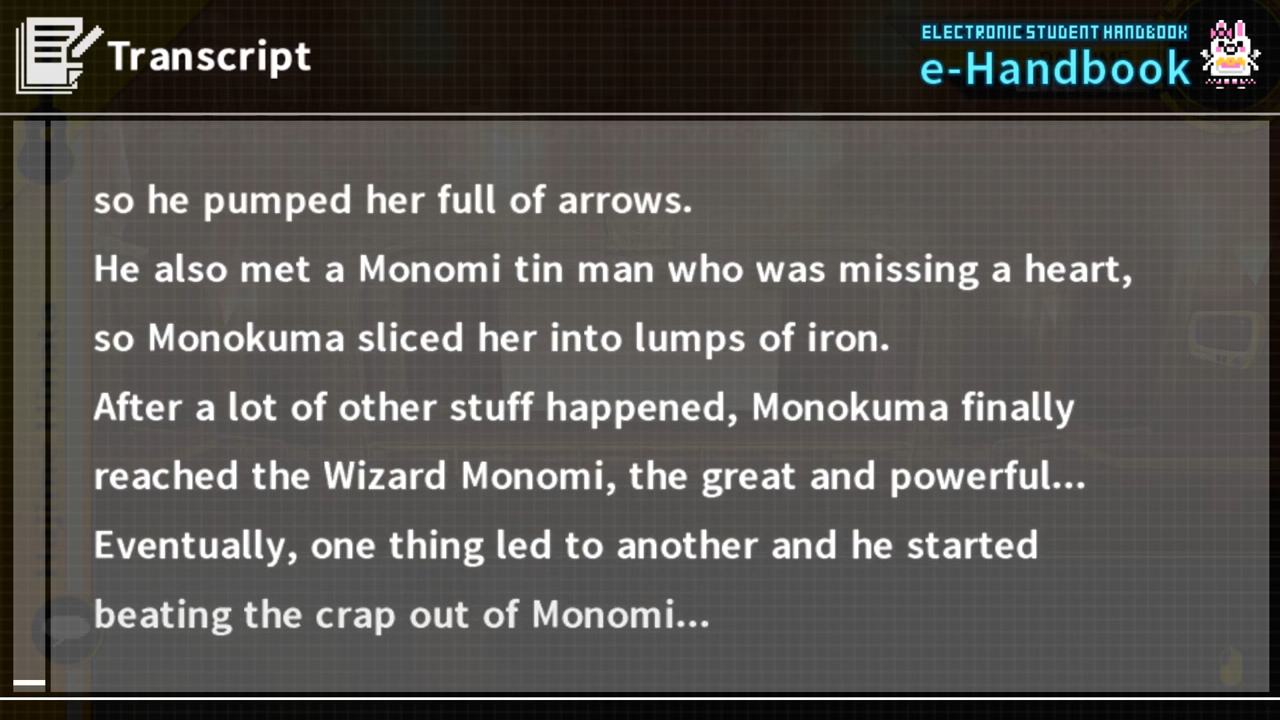 Transcript
ELECTRONIC STUDENT HANDBOOK
e-Handbook
so he pumped her full of arrows.
He also met a Monomi tin man who was missing a heart,
so Monokuma sliced her into lumps of iron.
After a lot of other stuff happened, Monokuma finally
reached the Wizard Monomi, the great and powerful...
Eventually, one thing led to another and he started
beating the crap out of Monomi...